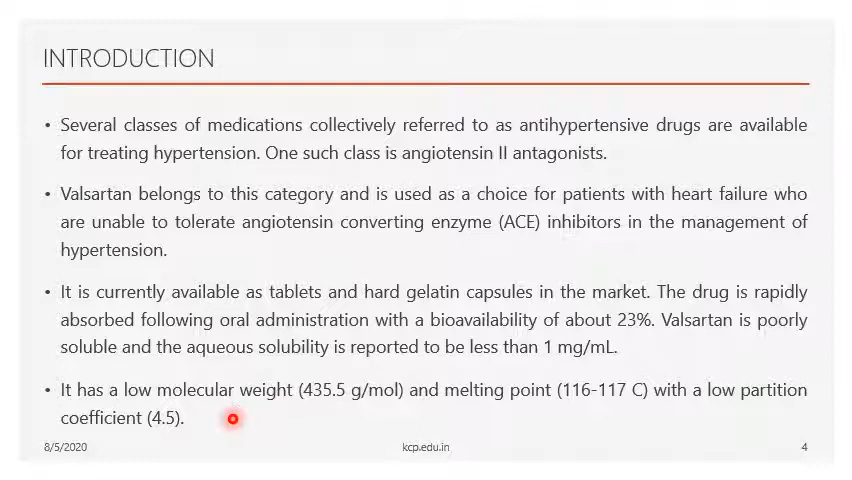 INTRODUCTION
• Several classes of medications collectively referred to as antihypertensive drugs are available
for treating hypertension. One such class is angiotensin II antagonists.
• Valsartan belongs to this category and is used as a choice for patients with heart failure who
are unable to tolerate angiotensin converting enzyme (ACE) inhibitors in the management of
hypertension.
• It is currently available as tablets and hard gelatin capsules in the market. The drug is rapidly
absorbed following oral administration with a bioavailability of about 23%. Valsartan is poorly
soluble and the aqueous solubility is reported to be less than 1 mg/mL.
• It has a low molecular weight (435.5 g/mol) and melting point (116-117 C) with a low partition
coefficient (4.5).
8/5/2020 kcp.edu.in 4